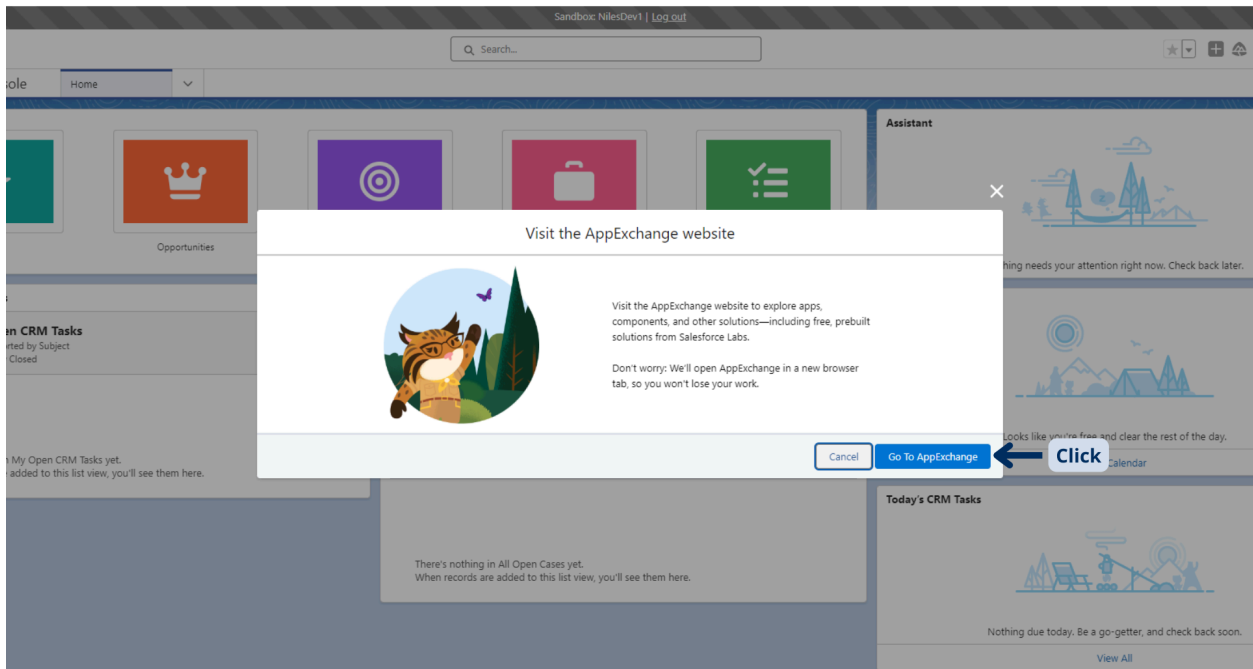 Sandbox: NilesDev1 | Log out
Search...
sole
Home
Assistant
Opportunities
hing needs your attention right now. Check back later.
Visit the AppExchange website
Visit the AppExchange website to explore apps,
components, and other solutions—including free, prebuilt
solutions from Salesforce Labs.
Don't worry: We'll open AppExchange in a new browser
tab, so you won't lose your work.
en CRM Tasks
orted by Subject
Closed
My Open CRM Tasks yet.
added to this list view, you'll see them here.
Cancel
Go To AppExchange
Click
Looks like you're free and clear the rest of the day.
Calendar
Today's CRM Tasks
There's nothing in All Open Cases yet.
When records are added to this list view, you'll see them here.
Nothing due today. Be a go-getter, and check back soon.
View All